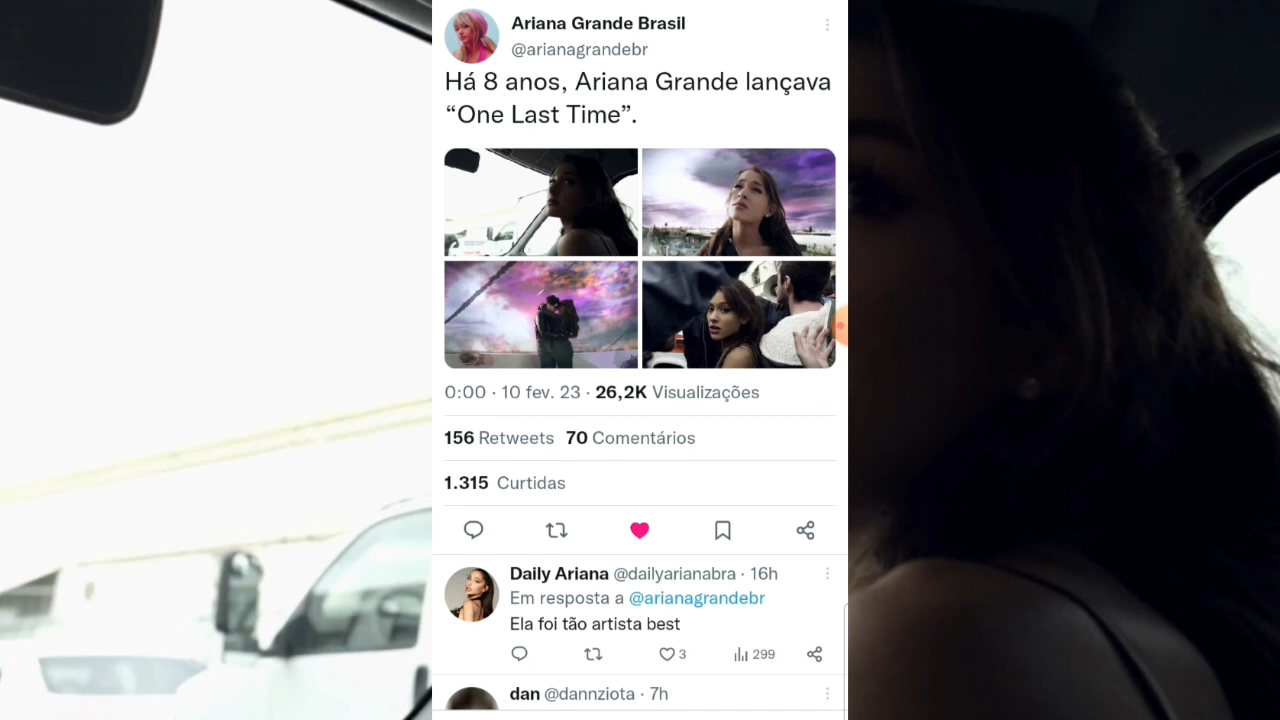 Ariana Grande Brasil
@arianagrandebr
Há 8 anos, Ariana Grande lançava
“One Last Time”.
0:00 · 10 fev. 23 · 26,2K Visualizações
156 Retweets 70 Comentários
1.315 Curtidas
Daily Ariana @dailyarianabra · 16h
Em resposta a @arianagrandebr
Ela foi tão artista best
3 299
dan @dannziota · 7h